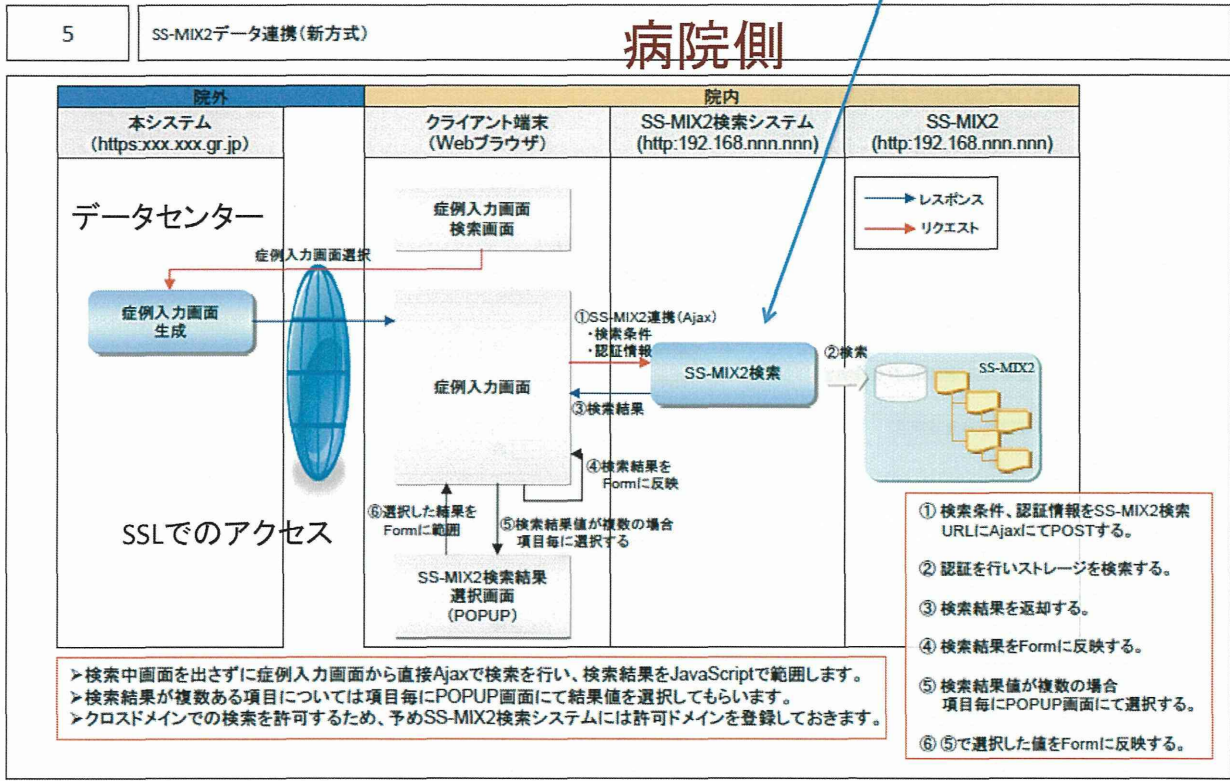 5
SS-MIX2データ連携(新方式)
病院側
院外
院内
本システム
(https:xxx.xxx.gr.jp)
クライアント端末
(Webブラウザ)
SS-MIX2検索システム
(http:192.168.nnn.nnn)
SS-MIX2
(http:192.168.nnn.nnn)
レスポンス
リクエスト
データセンター
症例入力画面
検索画面
症例入力画面選択
症例入力画面
生成
①SS-MIX2連携(Ajax)
・検索条件
・認証情報
症例入力画面
SS-MIX2検索
②検索
SS-MIX2
③検索結果
④検索結果を
Formに反映
⑥選択した結果を
Formに範囲
⑤検索結果値が複数の場合
項目毎に選択する
SSLでのアクセス
SS-MIX2検索結果
選択画面
(POPUP)
① 検索条件、認証情報をSS-MIX2検索
URLにAjaxにてPOSTする。
② 認証を行いストレージを検索する。
③ 検索結果を返却する。
④ 検索結果をFormに反映する。
⑤ 検索結果値が複数の場合
項目毎にPOPUP画面にて選択する。
⑥ ⑤で選択した値をFormに反映する。
➢検索中画面を出さずに症例入力画面から直接Ajaxで検索を行い、検索結果をJavaScriptで範囲します。
➢検索結果が複数ある項目については項目毎にPOPUP画面にて結果値を選択してもらいます。
➢クロスドメインでの検索を許可するため、予めSS-MIX2検索システムには許可ドメインを登録しておきます。